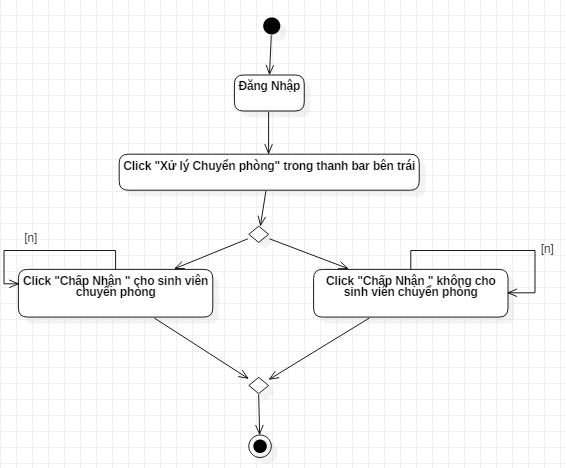 Đăng Nhập
Click "Xử lý Chuyển phòng" trong thanh bar bên trái
[n]
[n]
Click "Chấp Nhận " cho sinh viên
chuyển phòng
Click "Chấp Nhận " không cho
sinh viên chuyển phòng